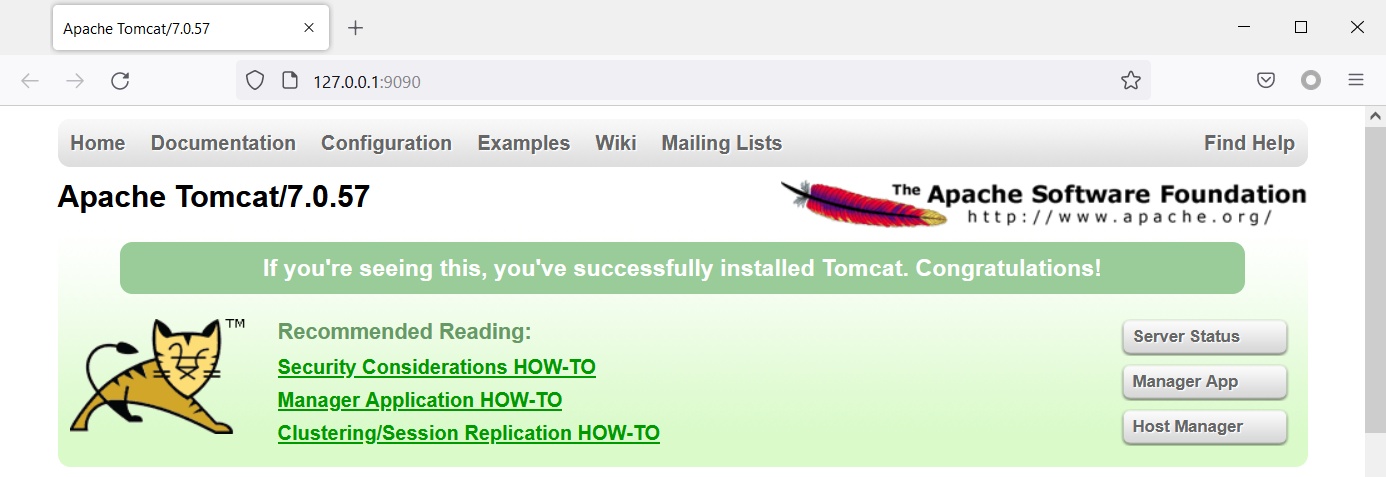 Apache Tomcat/7.0.57
127.0.0.1:9090
Home Documentation Configuration Examples Wiki Mailing Lists Find Help
Apache Tomcat/7.0.57
The Apache Software Foundation
http://www.apache.org/
If you're seeing this, you've successfully installed Tomcat. Congratulations!
TM
Recommended Reading:
Security Considerations HOW-TO
Manager Application HOW-TO
Clustering/Session Replication HOW-TO
Server Status
Manager App
Host Manager